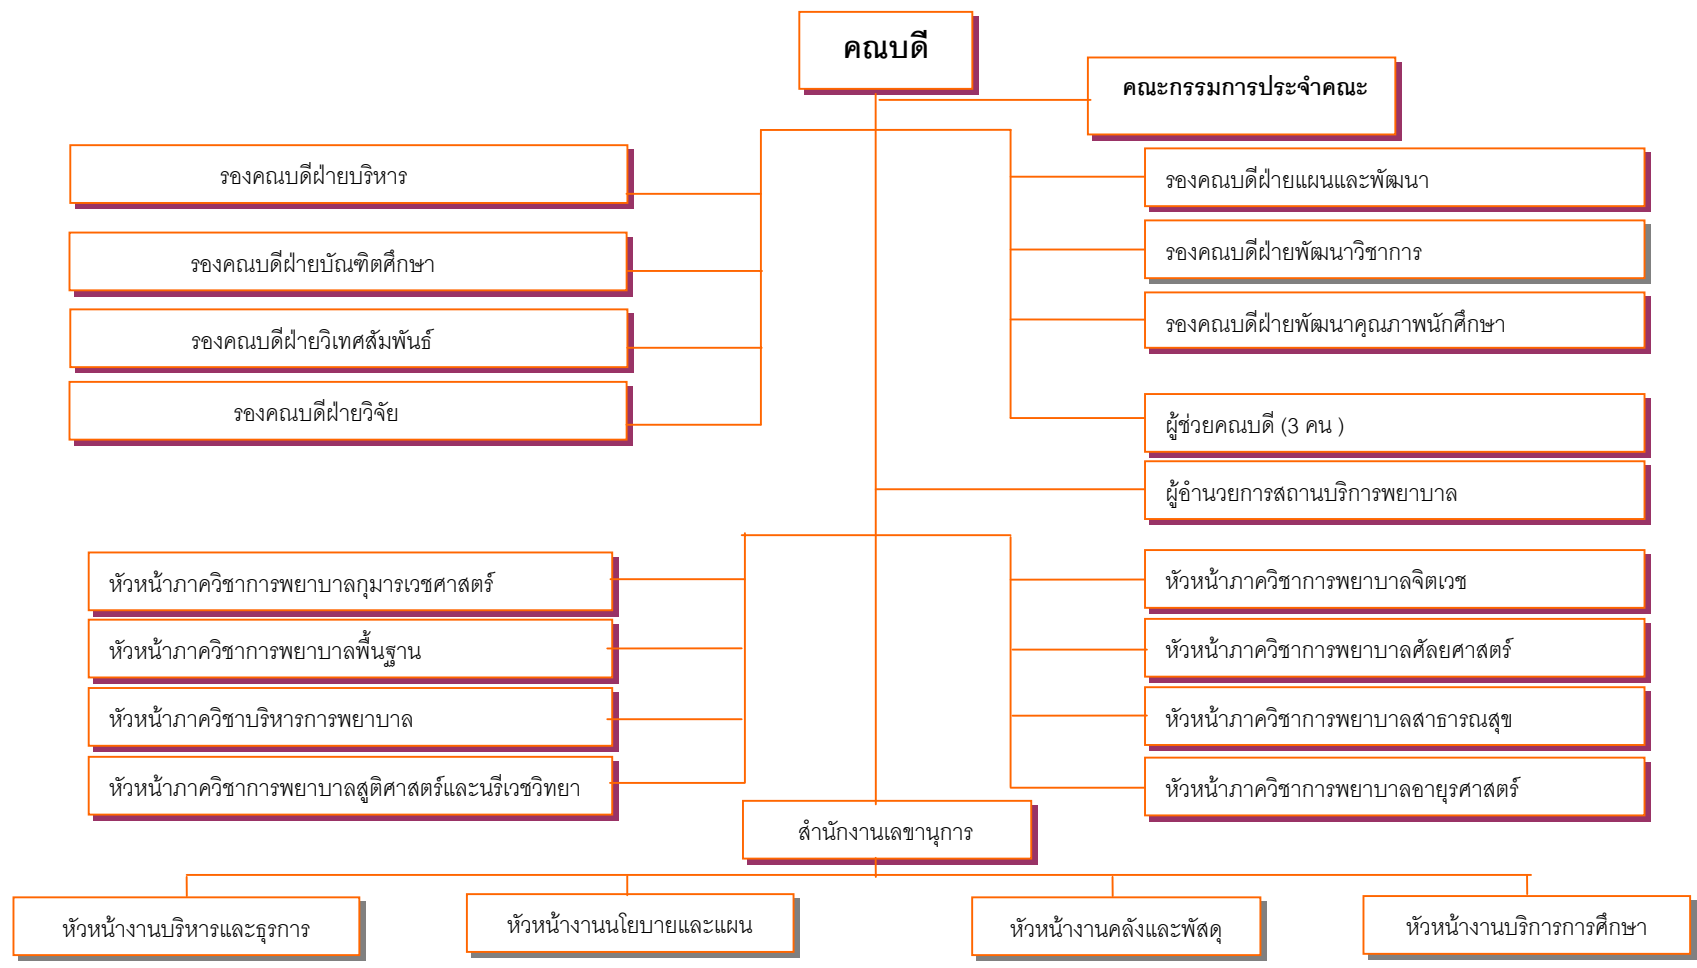 คณบดี
คณะกรรมการประจำคณะ
รองคณบดีฝ่ายบริหาร
รองคณบดีฝ่ายบัณฑิตศึกษา
รองคณบดีฝ่ายวิเทศสัมพันธ์
รองคณบดีฝ่ายวิจัย
รองคณบดีฝ่ายแผนและพัฒนา
รองคณบดีฝ่ายพัฒนาวิชาการ
รองคณบดีฝ่ายพัฒนาคุณภาพนักศึกษา
ผู้ช่วยคณบดี (3 คน )
ผู้อำนวยการสถานบริการพยาบาล
หัวหน้าภาควิชาการพยาบาลกุมารเวชศาสตร์
หัวหน้าภาควิชาการพยาบาลพื้นฐาน
หัวหน้าภาควิชาบริหารการพยาบาล
หัวหน้าภาควิชาการพยาบาลสูติศาสตร์และนรีเวชวิทยา
หัวหน้าภาควิชาการพยาบาลจิตเวช
หัวหน้าภาควิชาการพยาบาลศัลยศาสตร์
หัวหน้าภาควิชาการพยาบาลสาธารณสุข
หัวหน้าภาควิชาการพยาบาลอายุรศาสตร์
สำนักงานเลขานุการ
หัวหน้างานบริหารและธุรการ
หัวหน้างานนโยบายและแผน
หัวหน้างานคลังและพัสดุ
หัวหน้างานบริการการศึกษา